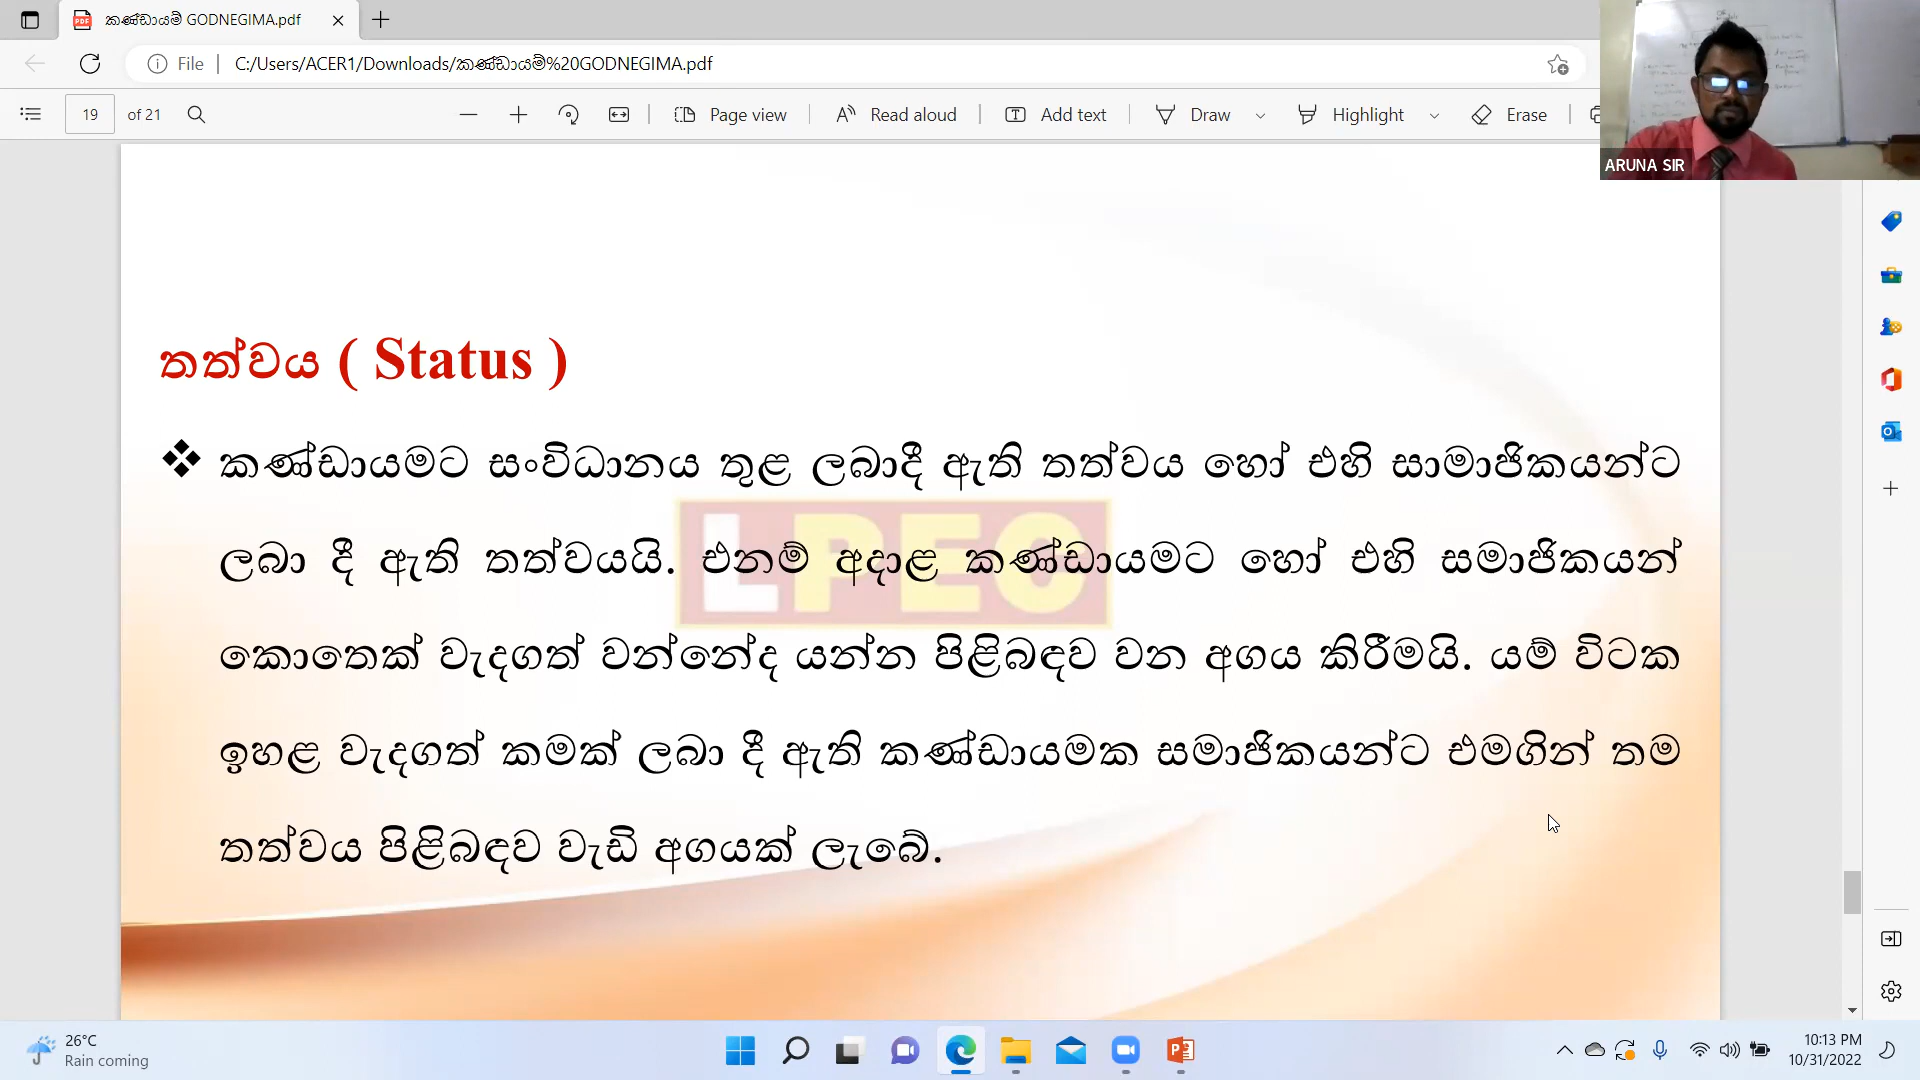 කණ්ඩායම් GODNEGIMA.pdf
File
C:/Users/ACER1/Downloads/කණ්ඩායම්%20GODNEGIMA.pdf
19 of 21
Page view
Read aloud
Add text
Draw
Highlight
Erase
ARUNA SIR
තත්වය ( Status )
❖ කණ්ඩායමට සංවිධානය තුළ ලබාදී ඇති තත්වය හෝ එහි සාමාජිකයන්ට
ලබා දී ඇති තත්වයයි. එනම් අදාළ කණ්ඩායමට හෝ එහි සමාජිකයන්
කොතෙක් වැදගත් වන්නේද යන්න පිළිබඳව වන අගය කිරීමයි. යම් විටක
ඉහළ වැදගත් කමක් ලබා දී ඇති කණ්ඩායමක සමාජිකයන්ට එමගින් තම
තත්වය පිළිබඳව වැඩි අගයක් ලැබේ.
LPEC
26°C
Rain coming
10:13 PM
10/31/2022